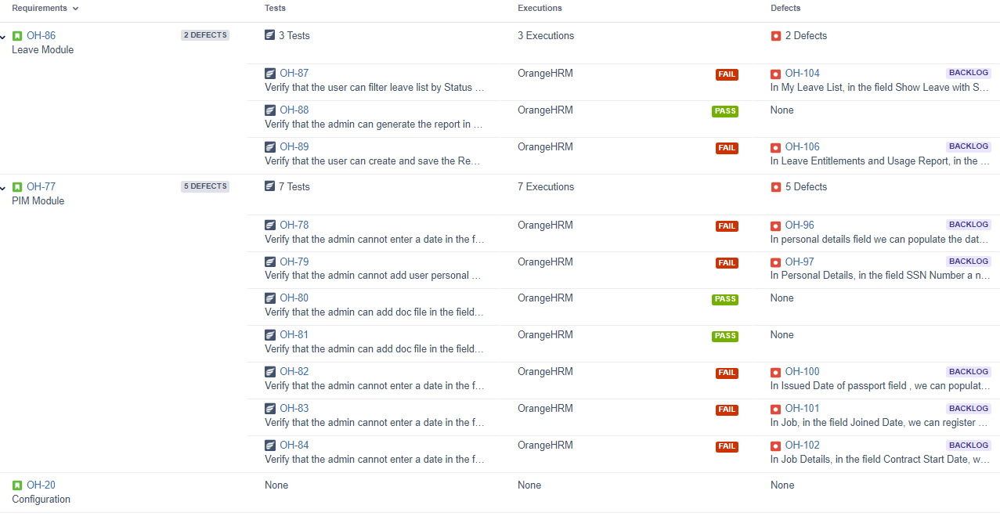 Requirements Tests Executions Defects
OH-86 2 DEFECTS 3 Tests 3 Executions 2 Defects
Leave Module
OH-87 OrangeHRM FAIL OH-104 BACKLOG
Verify that the user can filter leave list by Status … In My Leave List, in the field Show Leave with S…
OH-88 OrangeHRM PASS None
Verify that the admin can generate the report in …
OH-89 OrangeHRM FAIL OH-106 BACKLOG
Verify that the user can create and save the Re… In Leave Entitlements and Usage Report, in the …
OH-77 5 DEFECTS 7 Tests 7 Executions 5 Defects
PIM Module
OH-78 OrangeHRM FAIL OH-96 BACKLOG
Verify that the admin cannot enter a date in the f… In personal details field we can populate the dat…
OH-79 OrangeHRM FAIL OH-97 BACKLOG
Verify that the admin cannot add user personal … In Personal Details, in the field SSN Number a n…
OH-80 OrangeHRM PASS None
Verify that the admin can add doc file in the field…
OH-81 OrangeHRM PASS None
Verify that the admin can add doc file in the field…
OH-82 OrangeHRM FAIL OH-100 BACKLOG
Verify that the admin cannot enter a date in the f… In Issued Date of passport field , we can populat…
OH-83 OrangeHRM FAIL OH-101 BACKLOG
Verify that the admin cannot enter a date in the f… In Job, in the field Joined Date, we can register …
OH-84 OrangeHRM FAIL OH-102 BACKLOG
Verify that the admin cannot enter a date in the f… In Job Details, in the field Contract Start Date, w…
OH-20 None None None
Configuration